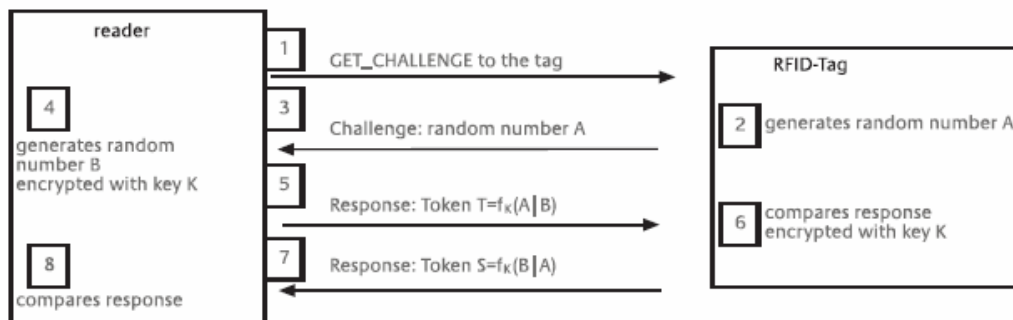 reader
1
GET_CHALLENGE to the tag
RFID-Tag
4
3
Challenge: random number A
2
generates random number A
generates random
number B
encrypted with key K
5
Response: Token T=fK(A|B)
6
compares response
encrypted with key K
8
7
Response: Token S=fK(B|A)
compares response